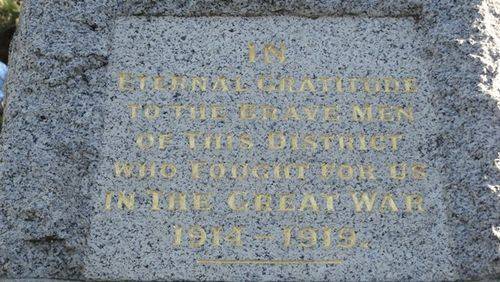 IN
ETERNAL GRATITUDE
TO THE BRAVE MEN
OF THIS DISTRICT
WHO FOUGHT FOR US
IN THE GREAT WAR
1914-1919.